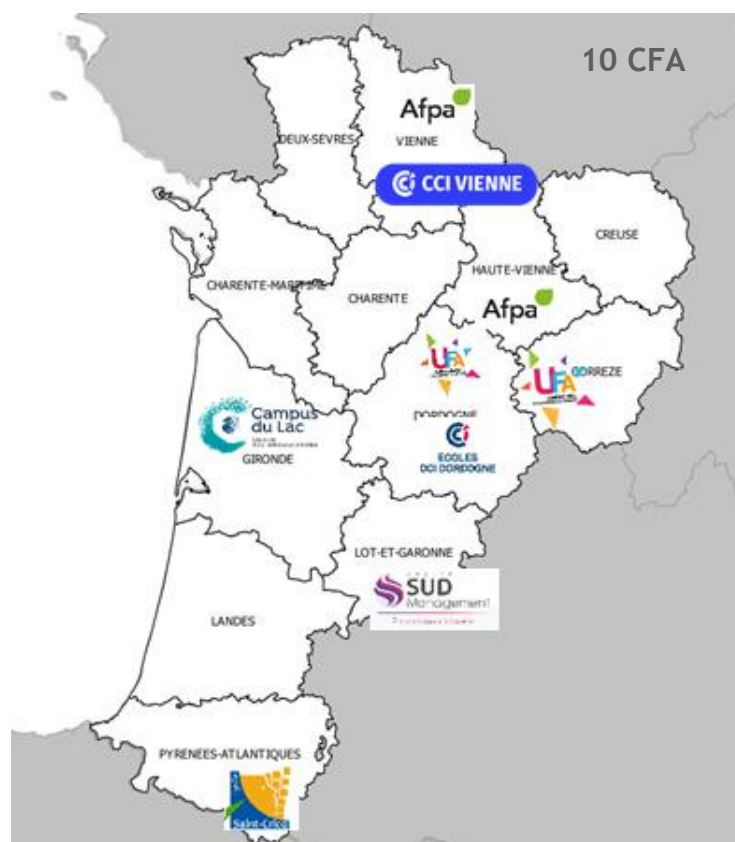 10 CFA
Afpa
DEUX-SEVRES
VIENNE
CCI VIENNE
CREUSE
HAUTE-VIENNE
CHARENTE-MARITIME
CHARENTE
Afpa
UFA
UFA
CORREZE
Campus
du Lac
GIRONDE
DORDOGNE
ECOLES
DCI DORDOGNE
LOT-ET-GARONNE
SUD
Management
LANDES
PYRENEES-ATLANTIQUES
Saint-Cricq